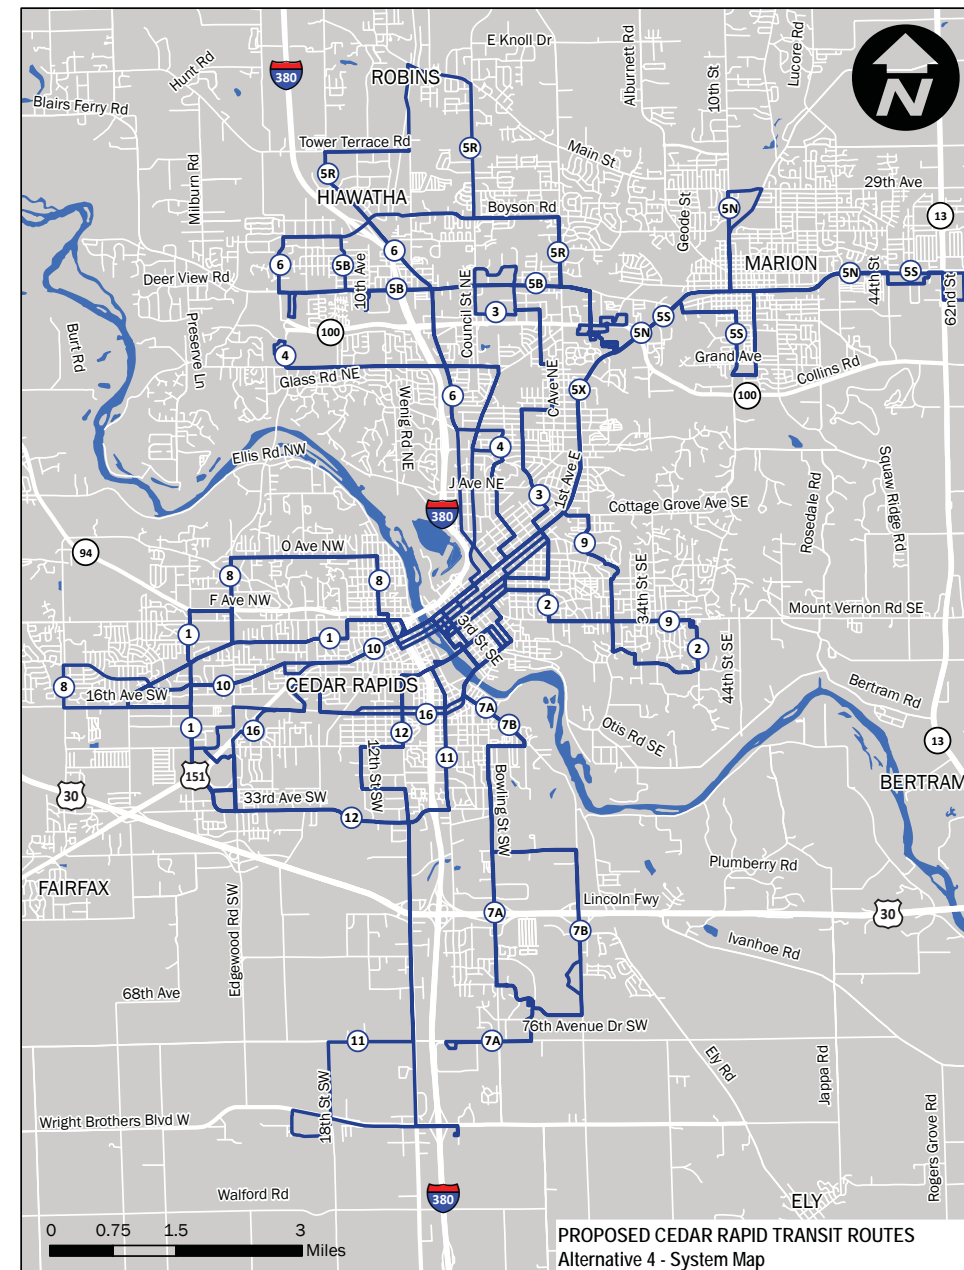 E Knoll Dr
Hunt Rd
Alburnett Rd
10th St
Lucore Rd
N
380
ROBINS
Blairs Ferry Rd
Tower Terrace Rd
5R
Main St
5R
Milburn Rd
29th Ave
HIAWATHA
Boyson Rd
5N
Geode St
13
6
5R
MARION
6
5B
10th Ave
Deer View Rd
5B
Council St NE
5B
5N
44th St
5S
62nd St
3
5S
100
5N
5S
Burt Rd
Preserve Ln
4
Grand Ave
Glass Rd NE
C Ave NE
Collins Rd
Wenig Rd NE
6
5X
100
4
Ellis Rd NW
J Ave NE
1st Ave E
3
Squaw Ridge Rd
Rosedale Rd
Cottage Grove Ave SE
380
94
O Ave NW
9
8
8
34th St SE
F Ave NW
2
Mount Vernon Rd SE
1
1
3rd St SE
9
10
2
44th St SE
8
10
CEDAR RAPIDS
16th Ave SW
Bertram Rd
16
7A
1
16
12
7B
Otis Rd SE
13
11
12th St SW
151
Bowling St SW
BERTRAM
30
33rd Ave SW
12
Plumberry Rd
FAIRFAX
Edgewood Rd SW
Lincoln Fwy
7A
30
7B
Ivanhoe Rd
68th Ave
76th Avenue Dr SW
11
7A
Ely Rd
Jappa Rd
18th St SW
Wright Brothers Blvd W
Rogers Grove Rd
Walford Rd
380
ELY
0 0.75 1.5 3
Miles
PROPOSED CEDAR RAPID TRANSIT ROUTES
Alternative 4 - System Map